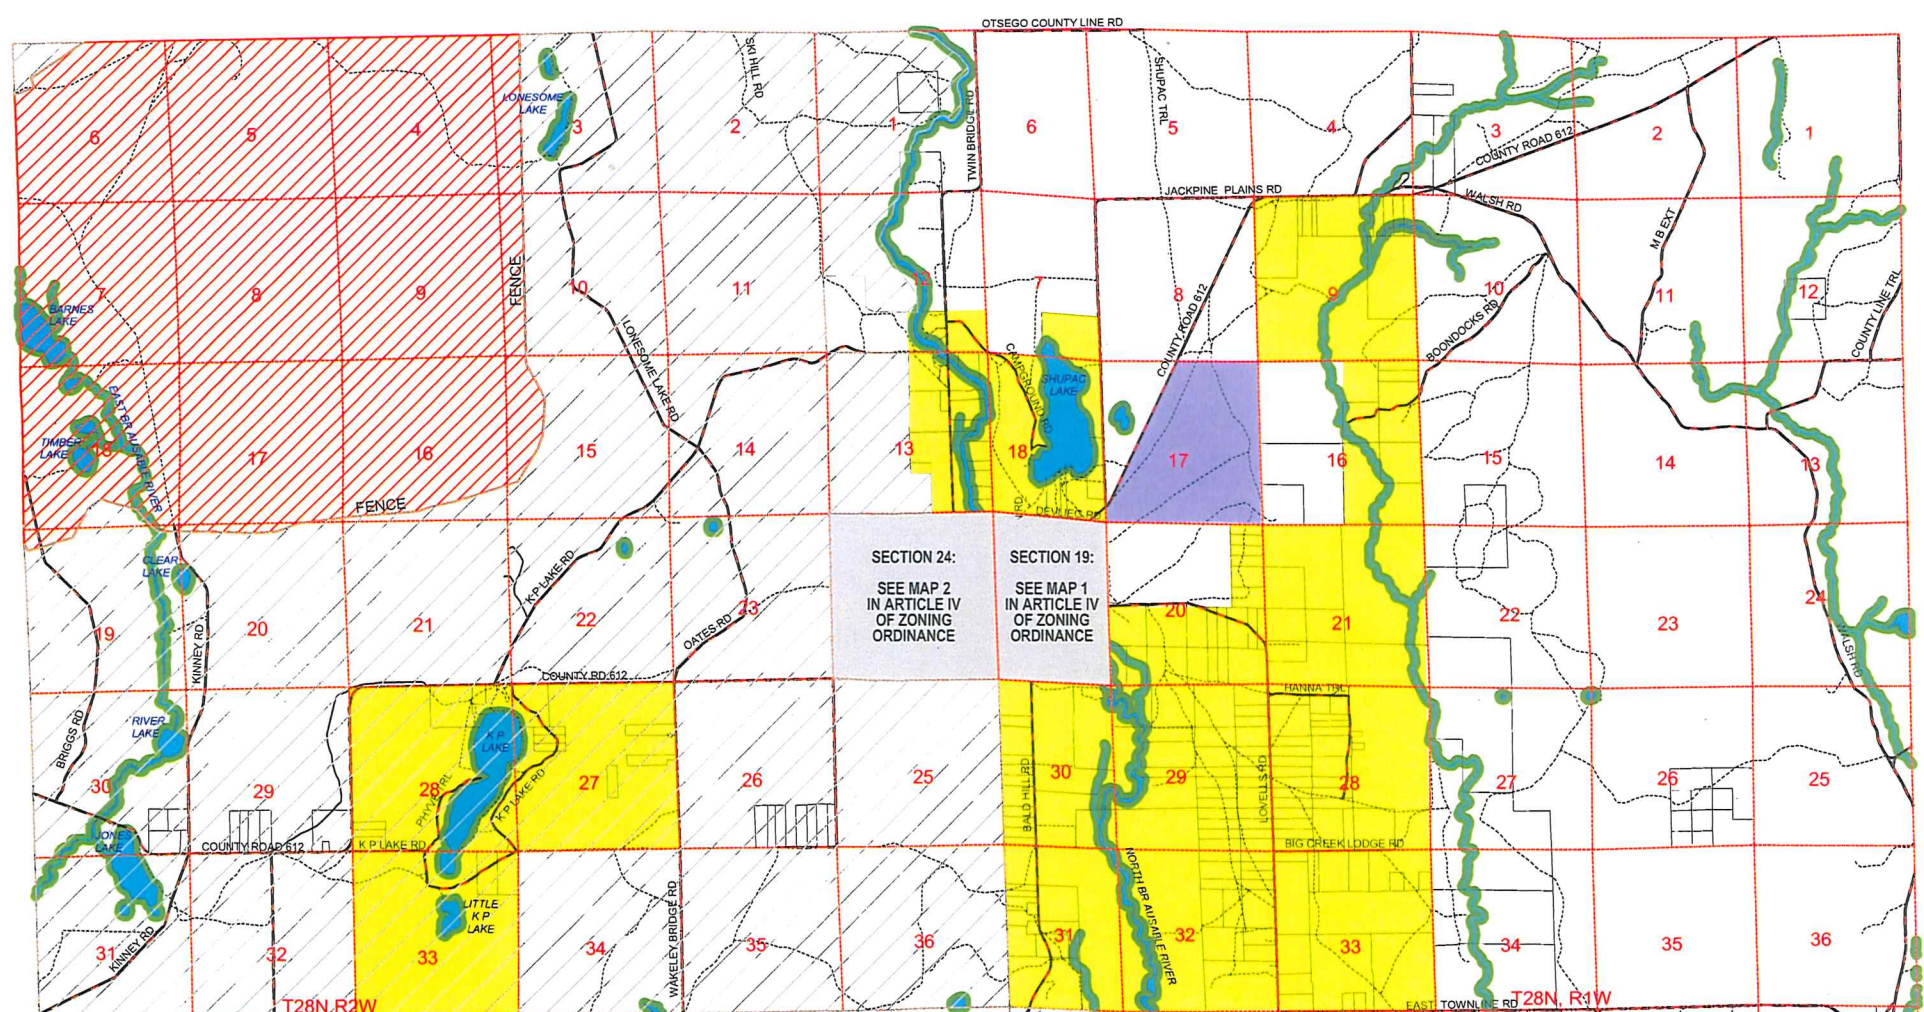 OTSEGO COUNTY LINE RD
SKI HILL RD
TWIN BRIDGE RD
SHUPAC TRL
LONESOME
LAKE
6
5
4
3
2
1
6
5
4
3
2
1
COUNTY ROAD 612
JACKPINE PLAINS RD
WALSH RD
M B EXT
FENCE
7
8
9
10
11
12
7
8
9
10
11
12
BARNES
LAKE
LONESOME LAKE RD
COUNTY ROAD 612
BOONDOCKS RD
COUNTY LINE TRL
CAMPGROUND RD
SHUPAC
LAKE
EAST BR AUSABLE RIVER
TIMBER
LAKE
18
17
16
15
14
13
18
17
16
15
14
13
FENCE
DEVLIEG RD
CLEAR
LAKE
K P LAKE RD
SECTION 24:
SEE MAP 2
IN ARTICLE IV
OF ZONING
ORDINANCE
SECTION 19:
SEE MAP 1
IN ARTICLE IV
OF ZONING
ORDINANCE
19
20
21
22
23
20
21
22
23
24
KINNEY RD
OATES RD
WALSH RD
COUNTY RD 612
HANNA TRL
BRIGGS RD
RIVER
LAKE
K P
LAKE
30
29
28
27
26
25
30
29
28
27
26
25
PHYVE TRL
K P LAKE RD
BALD HILL RD
LOVELLS RD
JONES
LAKE
COUNTY ROAD 612
K P LAKE RD
BIG CREEK LODGE RD
NORTH BR AUSABLE RIVER
LITTLE
K P
LAKE
WAKELEY BRIDGE RD
KINNEY RD
31
32
33
34
35
36
31
32
33
34
35
36
T28N, R2W
EAST TOWNLINE RD
T28N, R1W